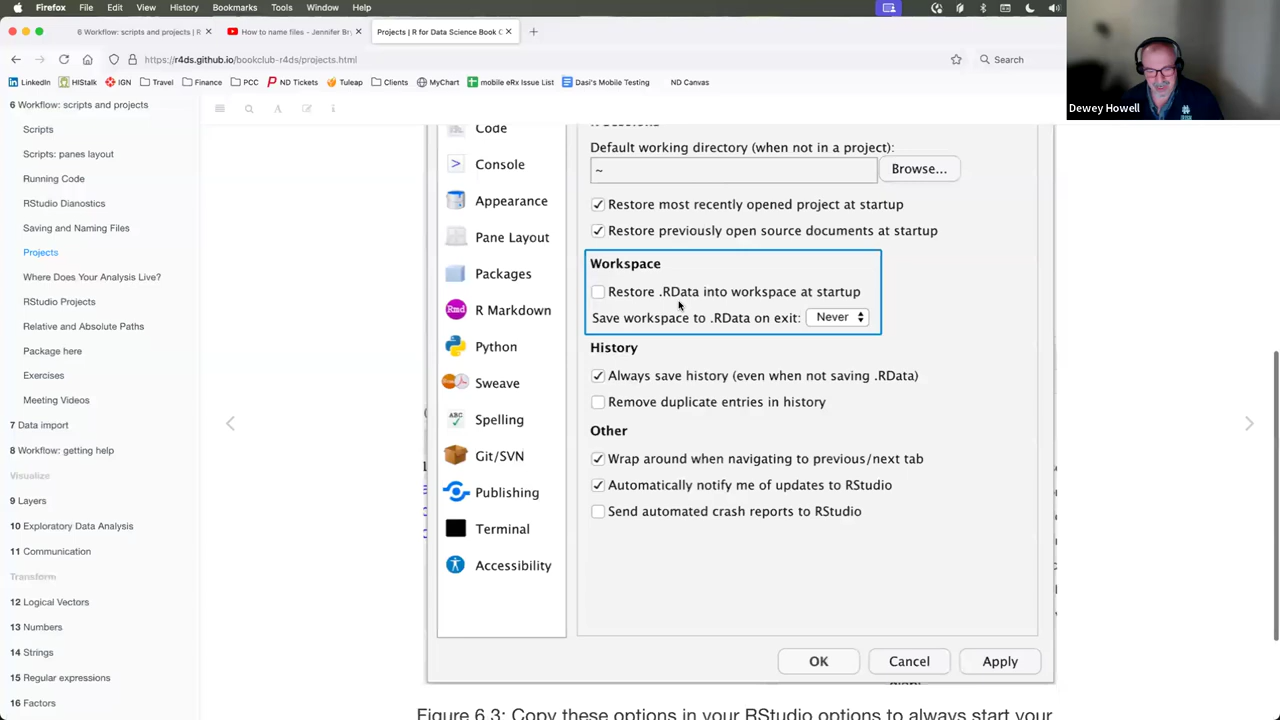 Firefox File Edit View History Bookmarks Tools Window Help
6 Workflow: scripts and projects | R
How to name files - Jennifer Br
Projects | R for Data Science Book C
https://r4ds.github.io/bookclub-r4ds/projects.html
Search
LinkedIn HIStalk IGN Travel Finance PCC ND Tickets Tuleap Clients MyChart mobile eRx Issue List Dasi's Mobile Testing ND Canvas
Dewey Howell
6 Workflow: scripts and projects
Scripts
Scripts: panes layout
Running Code
RStudio Dianostics
Saving and Naming Files
Projects
Where Does Your Analysis Live?
RStudio Projects
Relative and Absolute Paths
Package here
Exercises
Meeting Videos
7 Data import
8 Workflow: getting help
Visualize
9 Layers
10 Exploratory Data Analysis
11 Communication
Transform
12 Logical Vectors
13 Numbers
14 Strings
15 Regular expressions
16 Factors
Code
Console
Appearance
Pane Layout
Packages
Rmd R Markdown
Python
Sweave
ABC Spelling
Git/SVN
Publishing
Terminal
Accessibility
Default working directory (when not in a project):
~
Browse...
Restore most recently opened project at startup
Restore previously open source documents at startup
Workspace
Restore .RData into workspace at startup
Save workspace to .RData on exit: Never
History
Always save history (even when not saving .RData)
Remove duplicate entries in history
Other
Wrap around when navigating to previous/next tab
Automatically notify me of updates to RStudio
Send automated crash reports to RStudio
OK Cancel Apply
Figure 6.3: Copy these options in your RStudio options to always start your